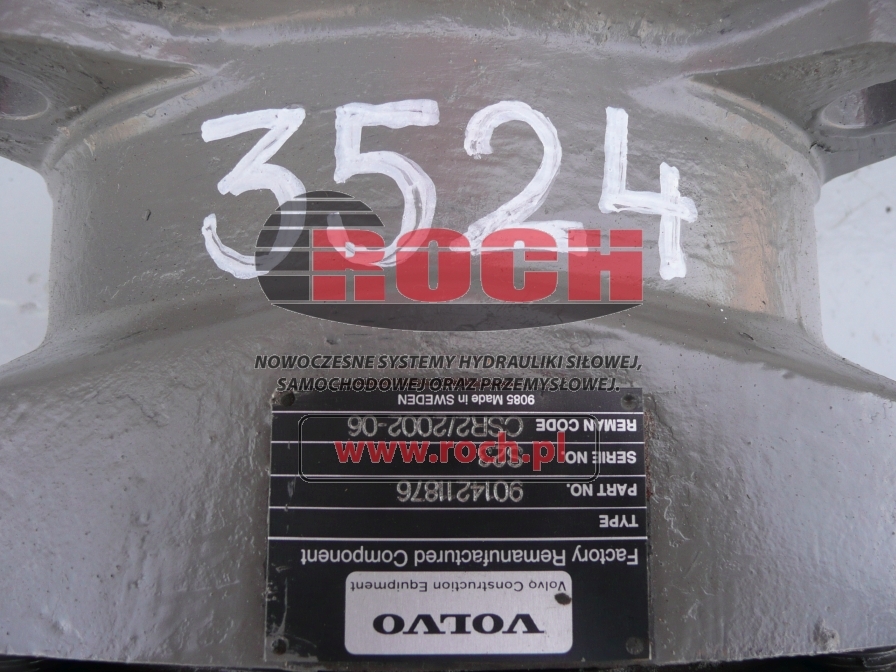 3524
ROCH
NOWOCZESNE SYSTEMY HYDRAULIKI SIŁOWEJ,
SAMOCHODOWEJ ORAZ PRZEMYSŁOWEJ.
www.roch.pl
VOLVO
Volvo Construction Equipment
Factory Remanufactured Component
TYPE
PART NO. 9014211876
SERIE NO.
REMAN CODE CSR2/2002-06
9085 Made in SWEDEN